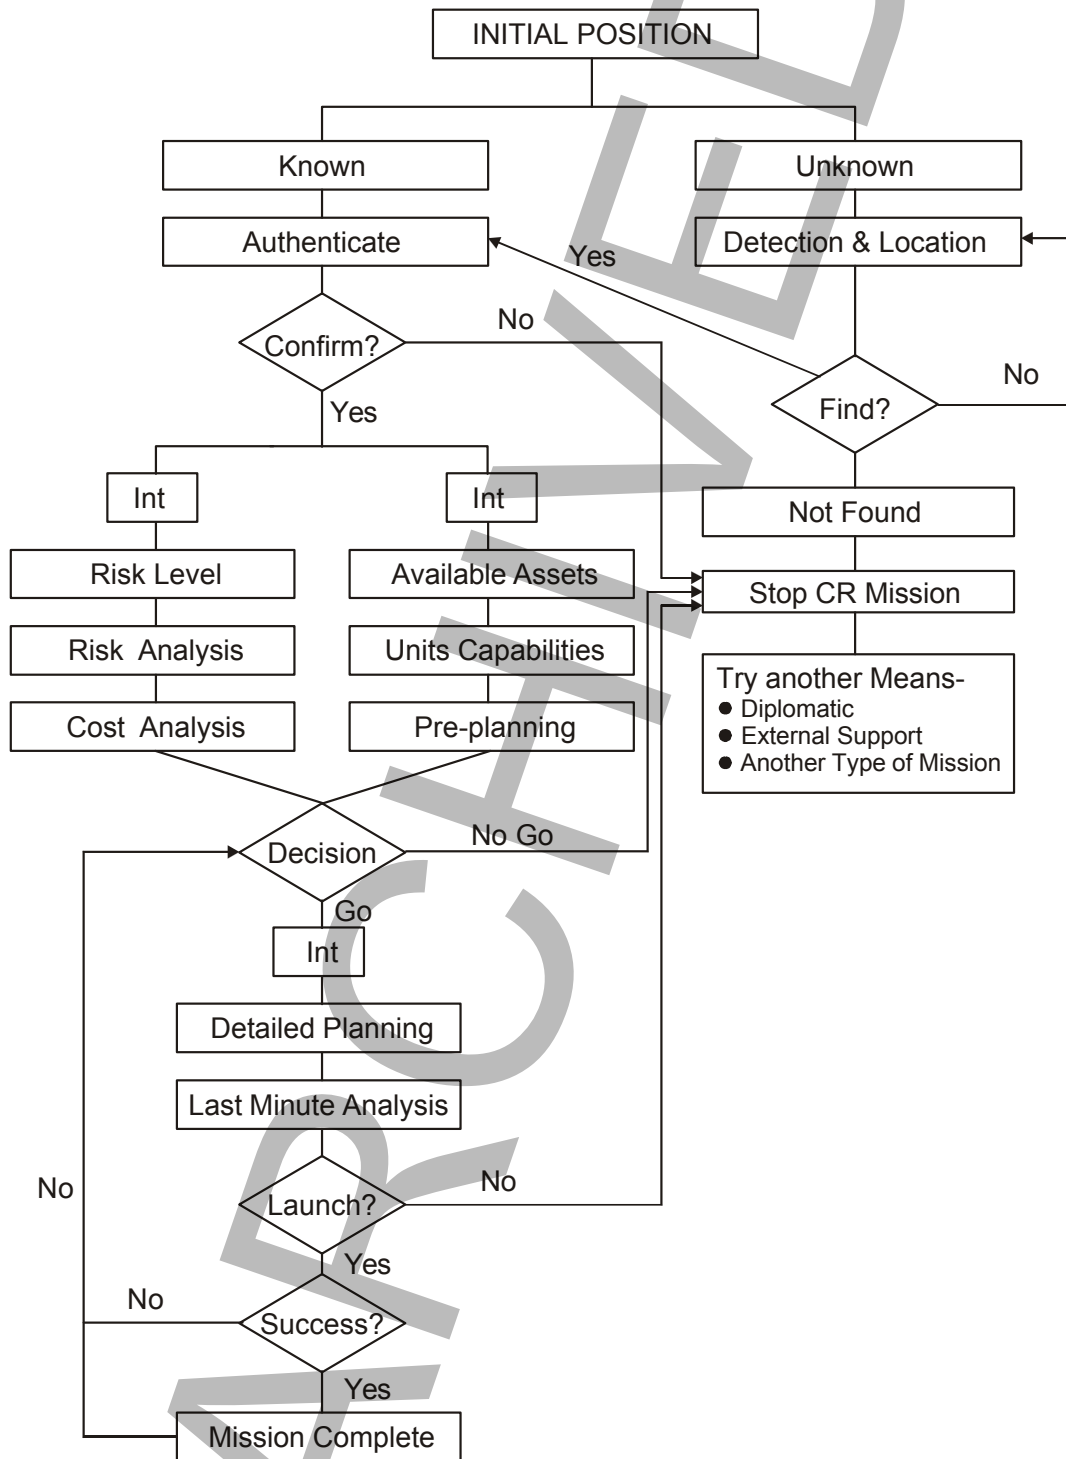 INITIAL POSITION
Known
Unknown
Authenticate
Detection & Location
Yes
No
Confirm?
No
Find?
Yes
Int
Int
Not Found
Risk Level
Available Assets
Stop CR Mission
Risk Analysis
Units Capabilities
Try another Means-
● Diplomatic
● External Support
● Another Type of Mission
Cost Analysis
Pre-planning
Decision
No Go
Go
Int
Detailed Planning
Last Minute Analysis
No
Launch?
No
Yes
No
Success?
Yes
Mission Complete
ARCHIVED